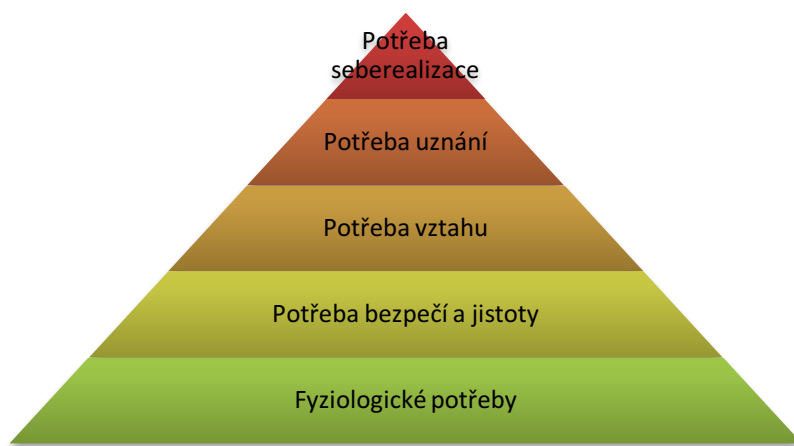 Potřeba
seberealizace
Potřeba uznání
Potřeba vztahu
Potřeba bezpečí a jistoty
Fyziologické potřeby